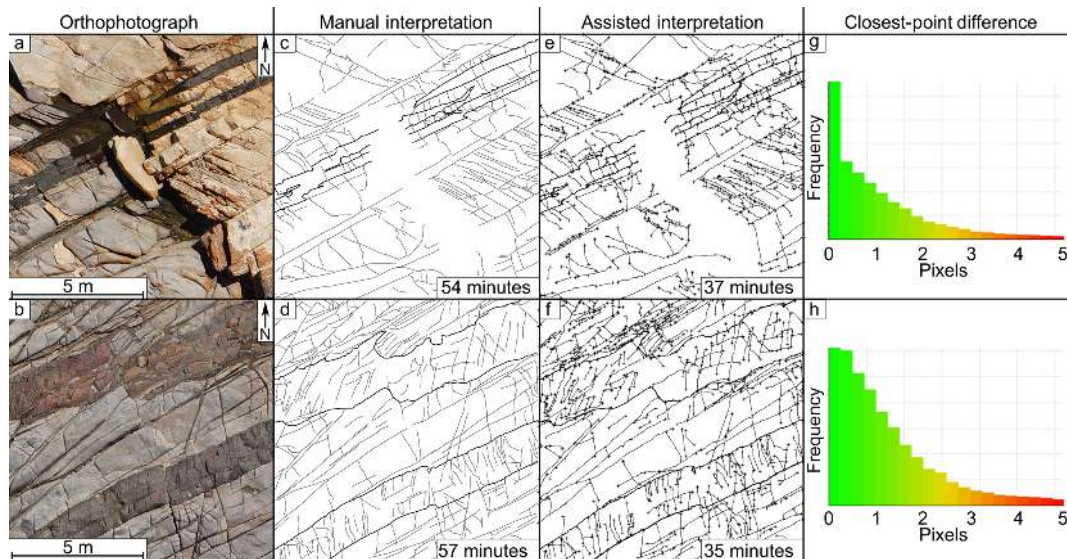 Orthophotograph
Manual interpretation
Assisted interpretation
Closest-point difference
a
N
5 m
c
54 minutes
e
37 minutes
g
Frequency
0 1 2 3 4 5
Pixels
b
N
5 m
d
57 minutes
f
35 minutes
h
Frequency
0 1 2 3 4 5
Pixels